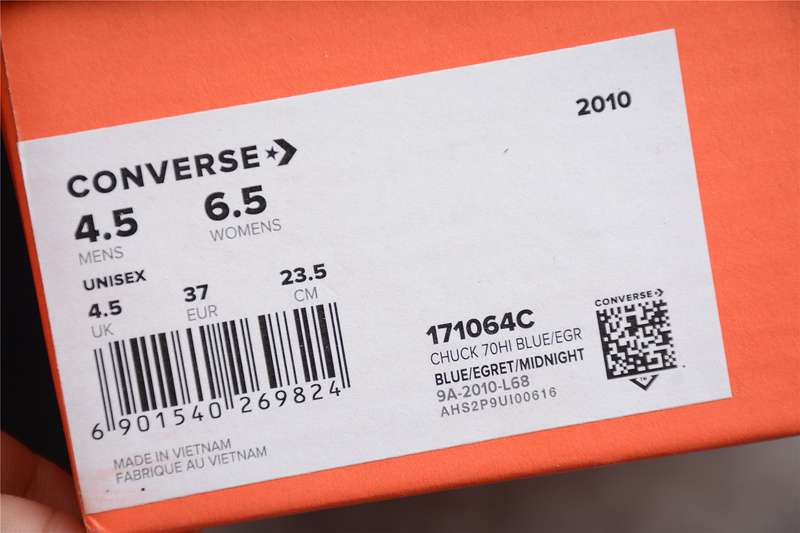 2010
CONVERSE
4.5 6.5
MENS WOMENS
UNISEX
4.5 37 23.5
UK EUR CM
6 901540 269824
MADE IN VIETNAM
FABRIQUE AU VIETNAM
CONVERSE
171064C
CHUCK 70HI BLUE/EGR
BLUE/EGRET/MIDNIGHT
9A-2010-L68
AHS2P9UI00616